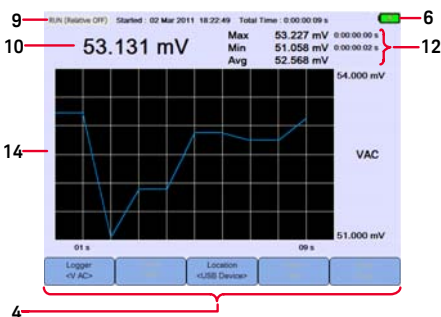 9 RUN (Relative OFF) Started : 02 Mar 2011 18:22:49 Total Time : 0:00:00:09 s 6
10 53.131 mV
Max 53.227 mV 0:00:00:00 s
Min 51.058 mV 0:00:00:02 s
Avg 52.568 mV
12
54.000 mV
14
VAC
51.000 mV
01 s 09 s
Logger <V AC>
Location <USB Device>
4